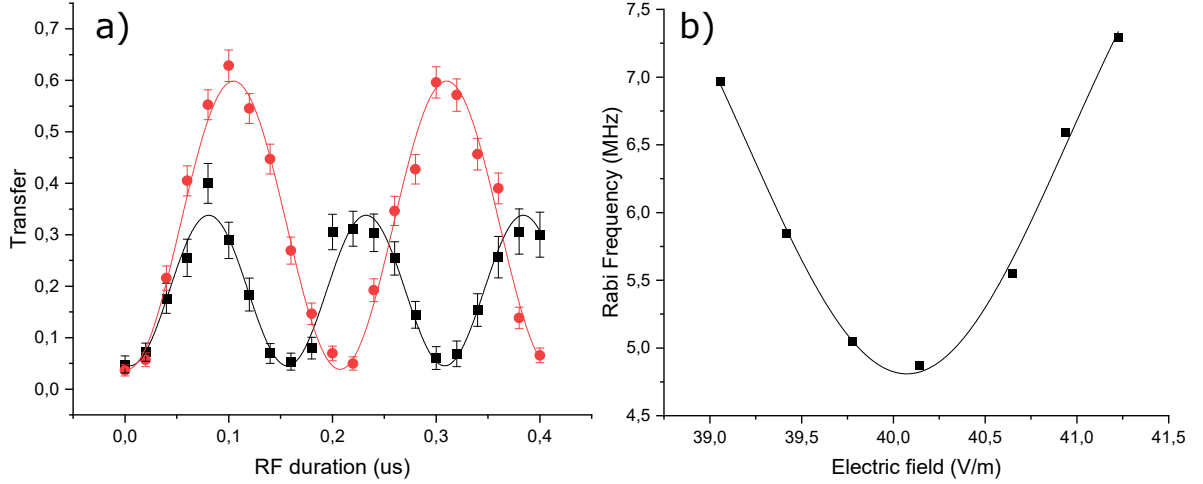 a)
0,7
0,6
0,5
0,4
0,3
0,2
0,1
0,0
Transfer
0,0 0,1 0,2 0,3 0,4
RF duration (us)
b)
7,5
7,0
6,5
6,0
5,5
5,0
4,5
Rabi Frequency (MHz)
39,0 39,5 40,0 40,5 41,0 41,5
Electric field (V/m)